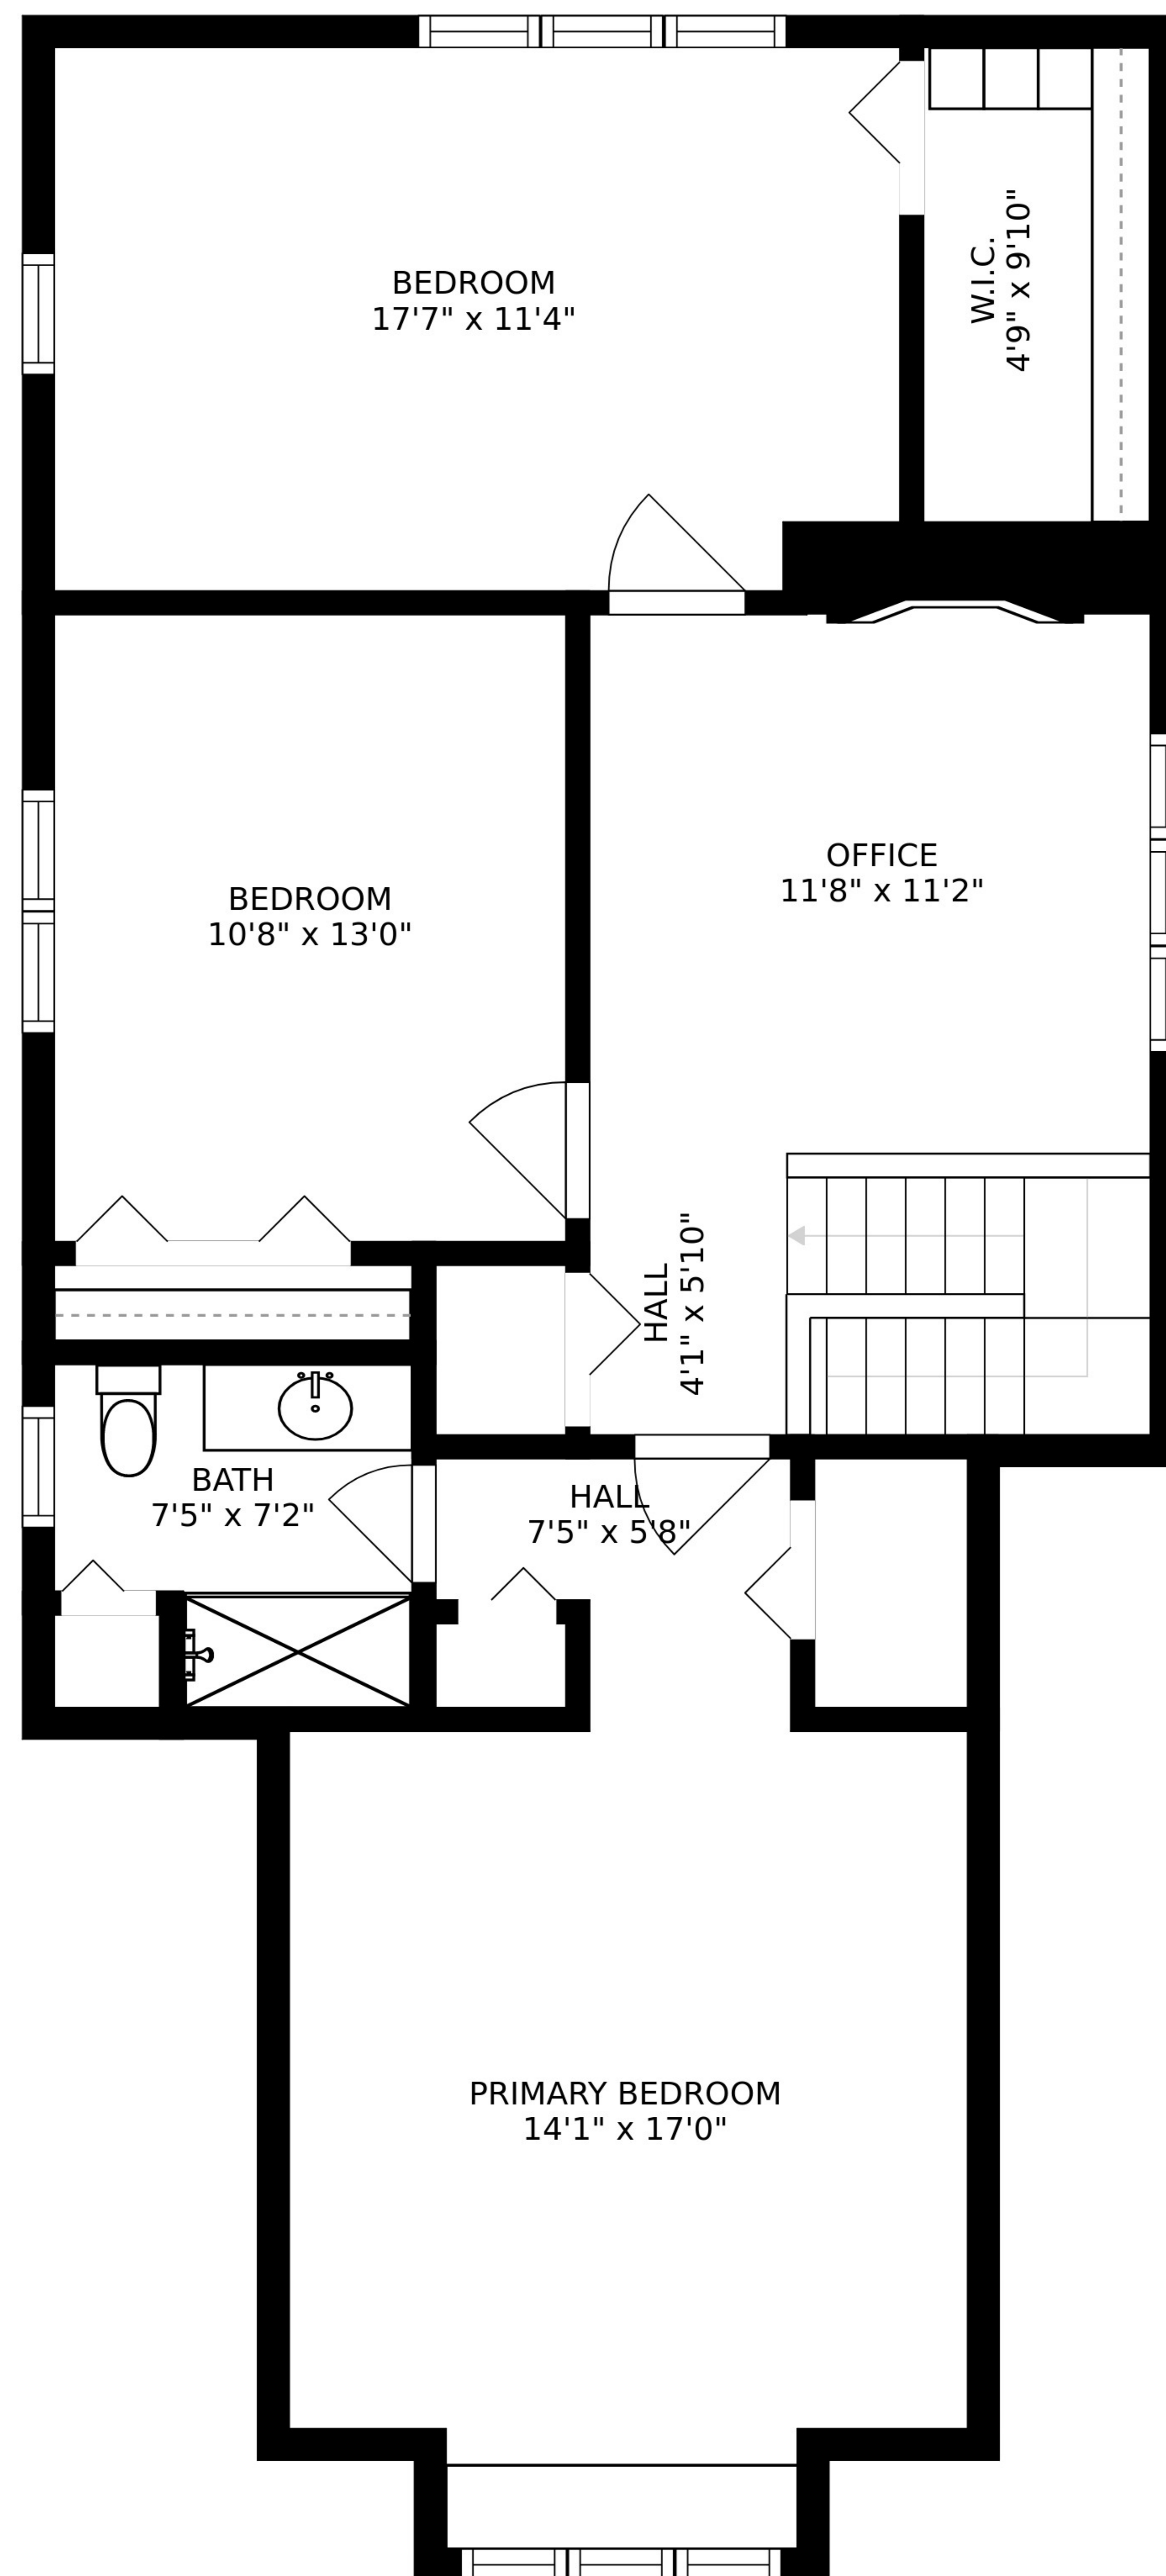 BEDROOM
17'7" x 11'4"
W.I.C.
4'9" x 9'10"
BEDROOM
10'8" x 13'0"
OFFICE
11'8" x 11'2"
HALL
4'1" x 5'10"
BATH
7'5" x 7'2"
HALL
7'5" x 5'8"
PRIMARY BEDROOM
14'1" x 17'0"